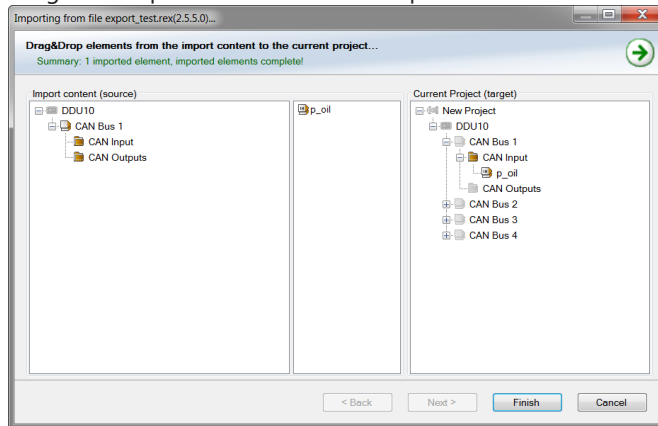 Importing from file export_test.rex(2.5.5.0)...
Drag&Drop elements from the import content to the current project...
Summary: 1 imported element, imported elements complete!
Import content (source)
DDU10
CAN Bus 1
CAN Input
CAN Outputs
p_oil
Current Project (target)
New Project
DDU10
CAN Bus 1
CAN Input
p_oil
CAN Outputs
CAN Bus 2
CAN Bus 3
CAN Bus 4
< Back
Next >
Finish
Cancel